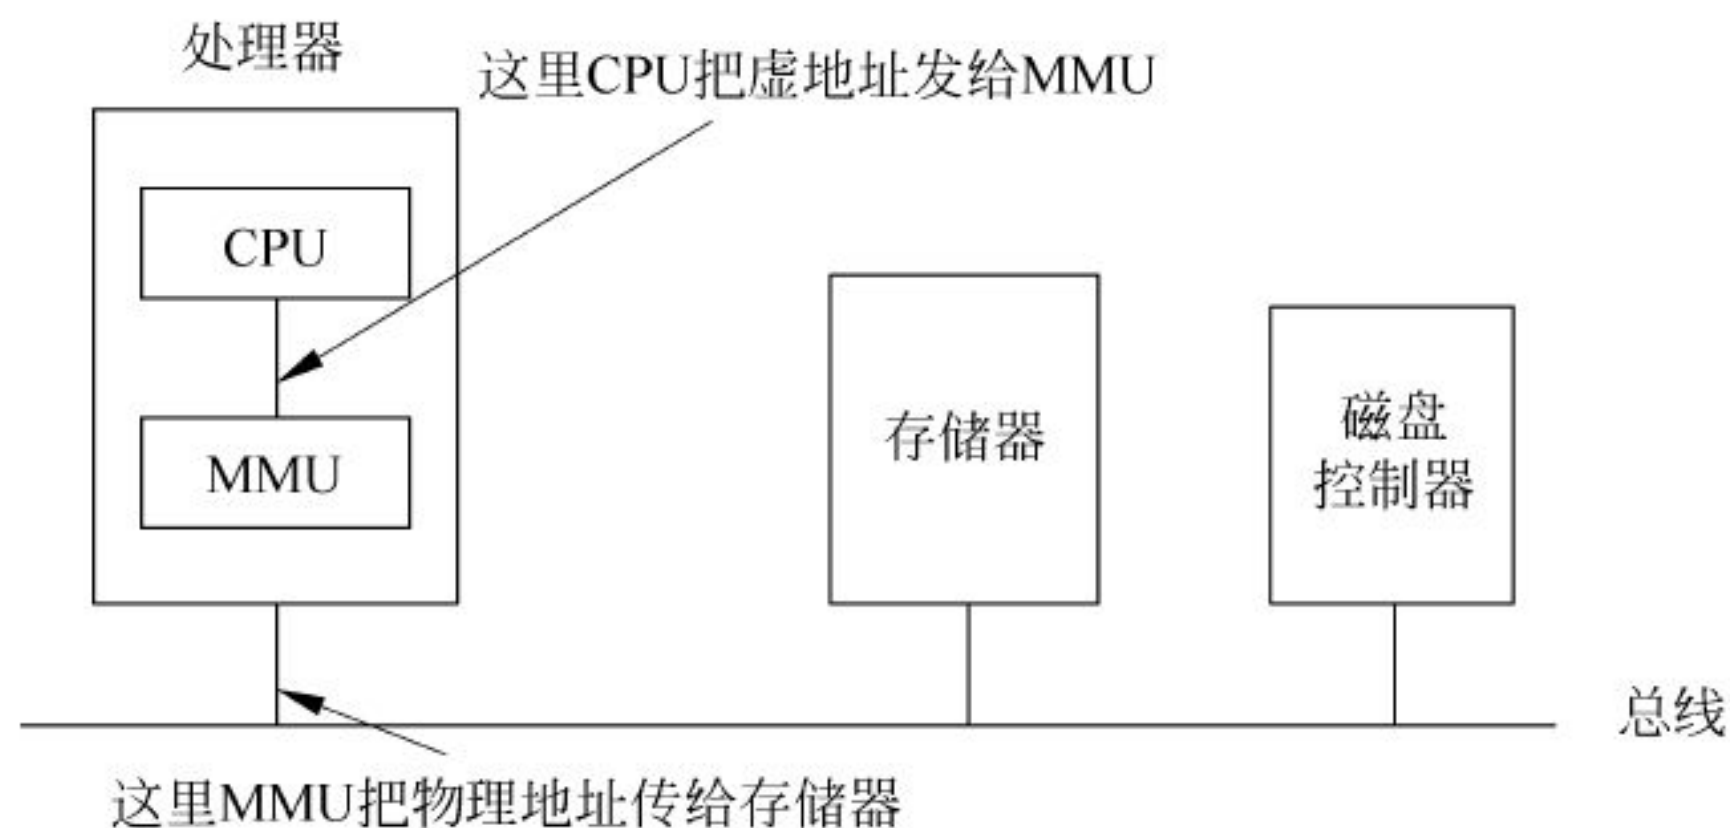 处理器
这里CPU把虚地址发给MMU
CPU
MMU
存储器
磁盘
控制器
总线
这里MMU把物理地址传给存储器